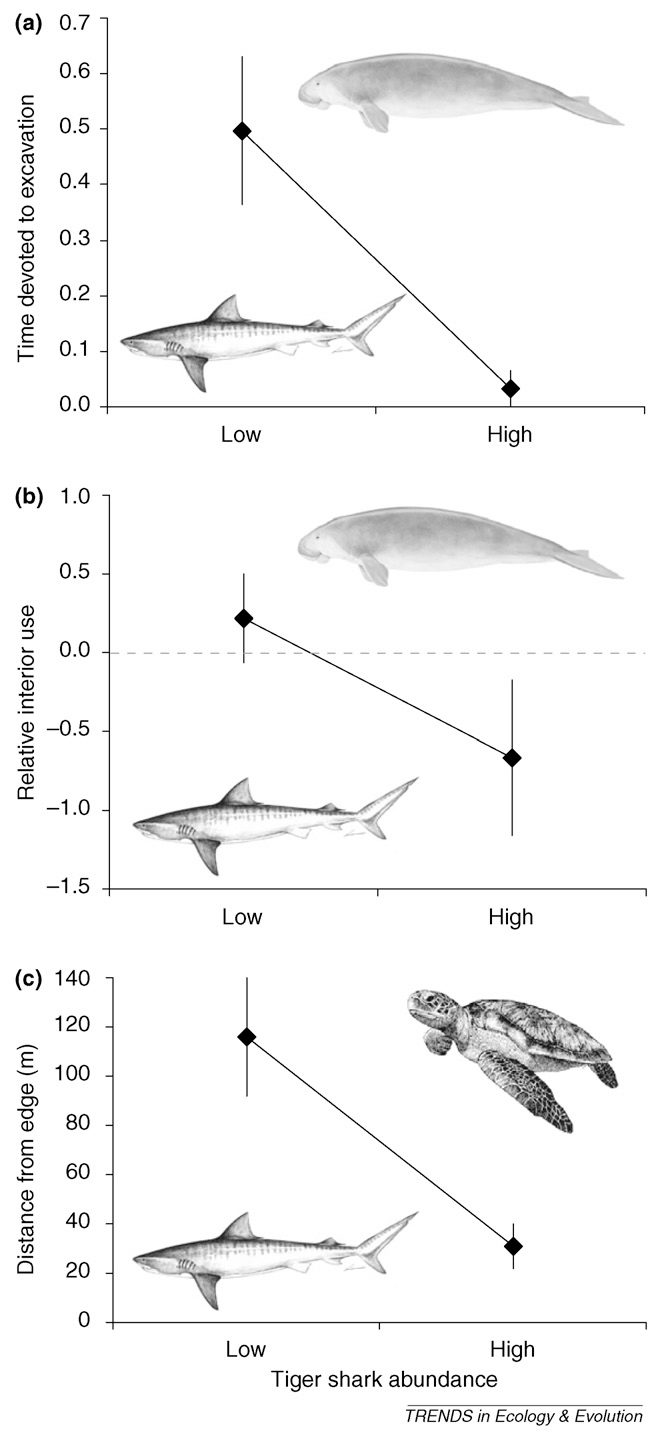 (a)
0.7
0.6
0.5
0.4
0.3
0.2
0.1
0.0
Time devoted to excavation
Low High
(b)
1.0
0.5
0.0
–0.5
–1.0
–1.5
Relative interior use
Low High
(c)
140
120
100
80
60
40
20
0
Distance from edge (m)
Low High
Tiger shark abundance
TRENDS in Ecology & Evolution